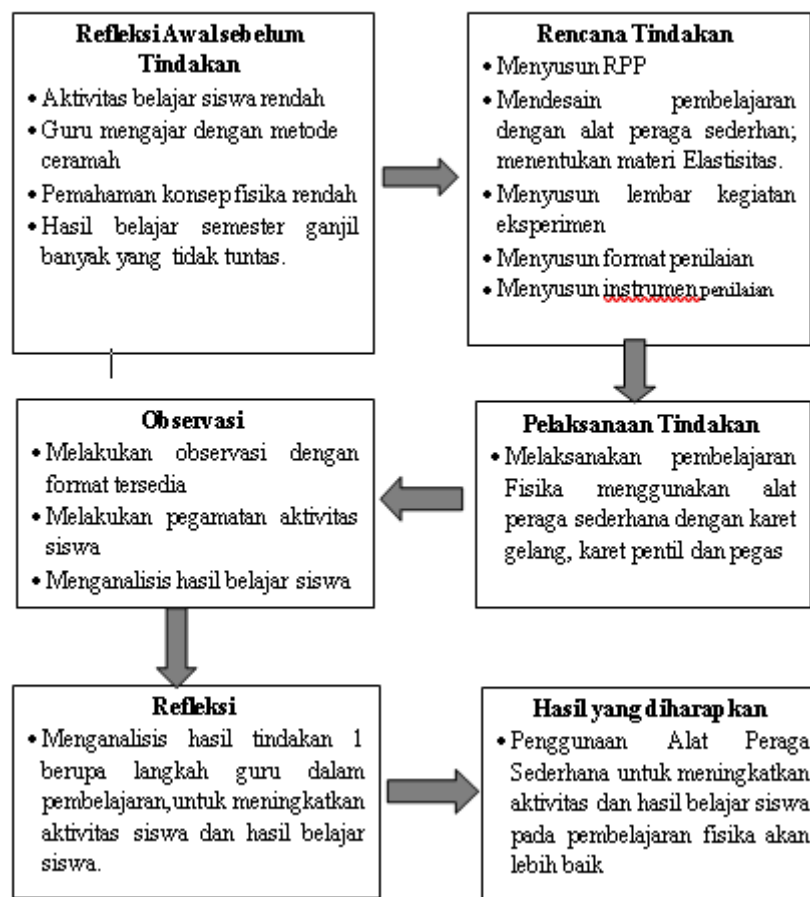 Refleksi Awal sebelum
Tindakan
• Aktivitas belajar siswa rendah
• Guru mengajar dengan metode
ceramah
• Pemahaman konsep fisika rendah
• Hasil belajar semester ganjil
banyak yang tidak tuntas.
Rencana Tindakan
• Menyusun RPP
• Mendesain pembelajaran
dengan alat peraga sederhan;
menentukan materi Elastisitas.
• Menyusun lembar kegiatan
eksperimen
• Menyusun format penilaian
• Menyusun instrumen penilaian
Pelaksanaan Tindakan
• Melaksanakan pembelajaran
Fisika menggunakan alat
peraga sederhana dengan karet
gelang, karet pentil dan pegas
Observasi
• Melakukan observasi dengan
format tersedia
• Melakukan pegamatan aktivitas
siswa
• Menganalisis hasil belajar siswa
Refleksi
• Menganalisis hasil tindakan 1
berupa langkah guru dalam
pembelajaran,untuk meningkatkan
aktivitas siswa dan hasil belajar
siswa.
Hasil yang diharapkan
• Penggunaan Alat Peraga
Sederhana untuk meningkatkan
aktivitas dan hasil belajar siswa
pada pembelajaran fisika akan
lebih baik